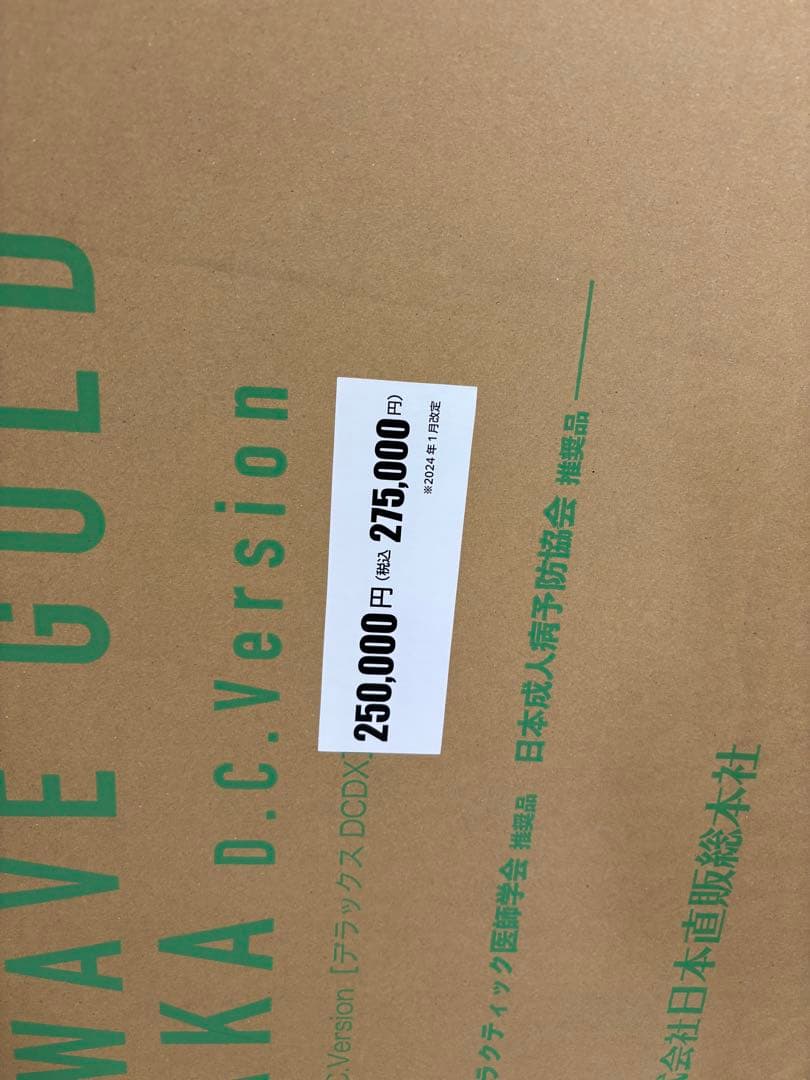 WAVE GOLD
AKA D.C.Version
C.Version［テラックス DCDX］
250,000円（税込 275,000円）
※2024年1月改定
ラクティック医師学会 推奨品　日本成人病予防協会 推奨品
会社日本直販総本社